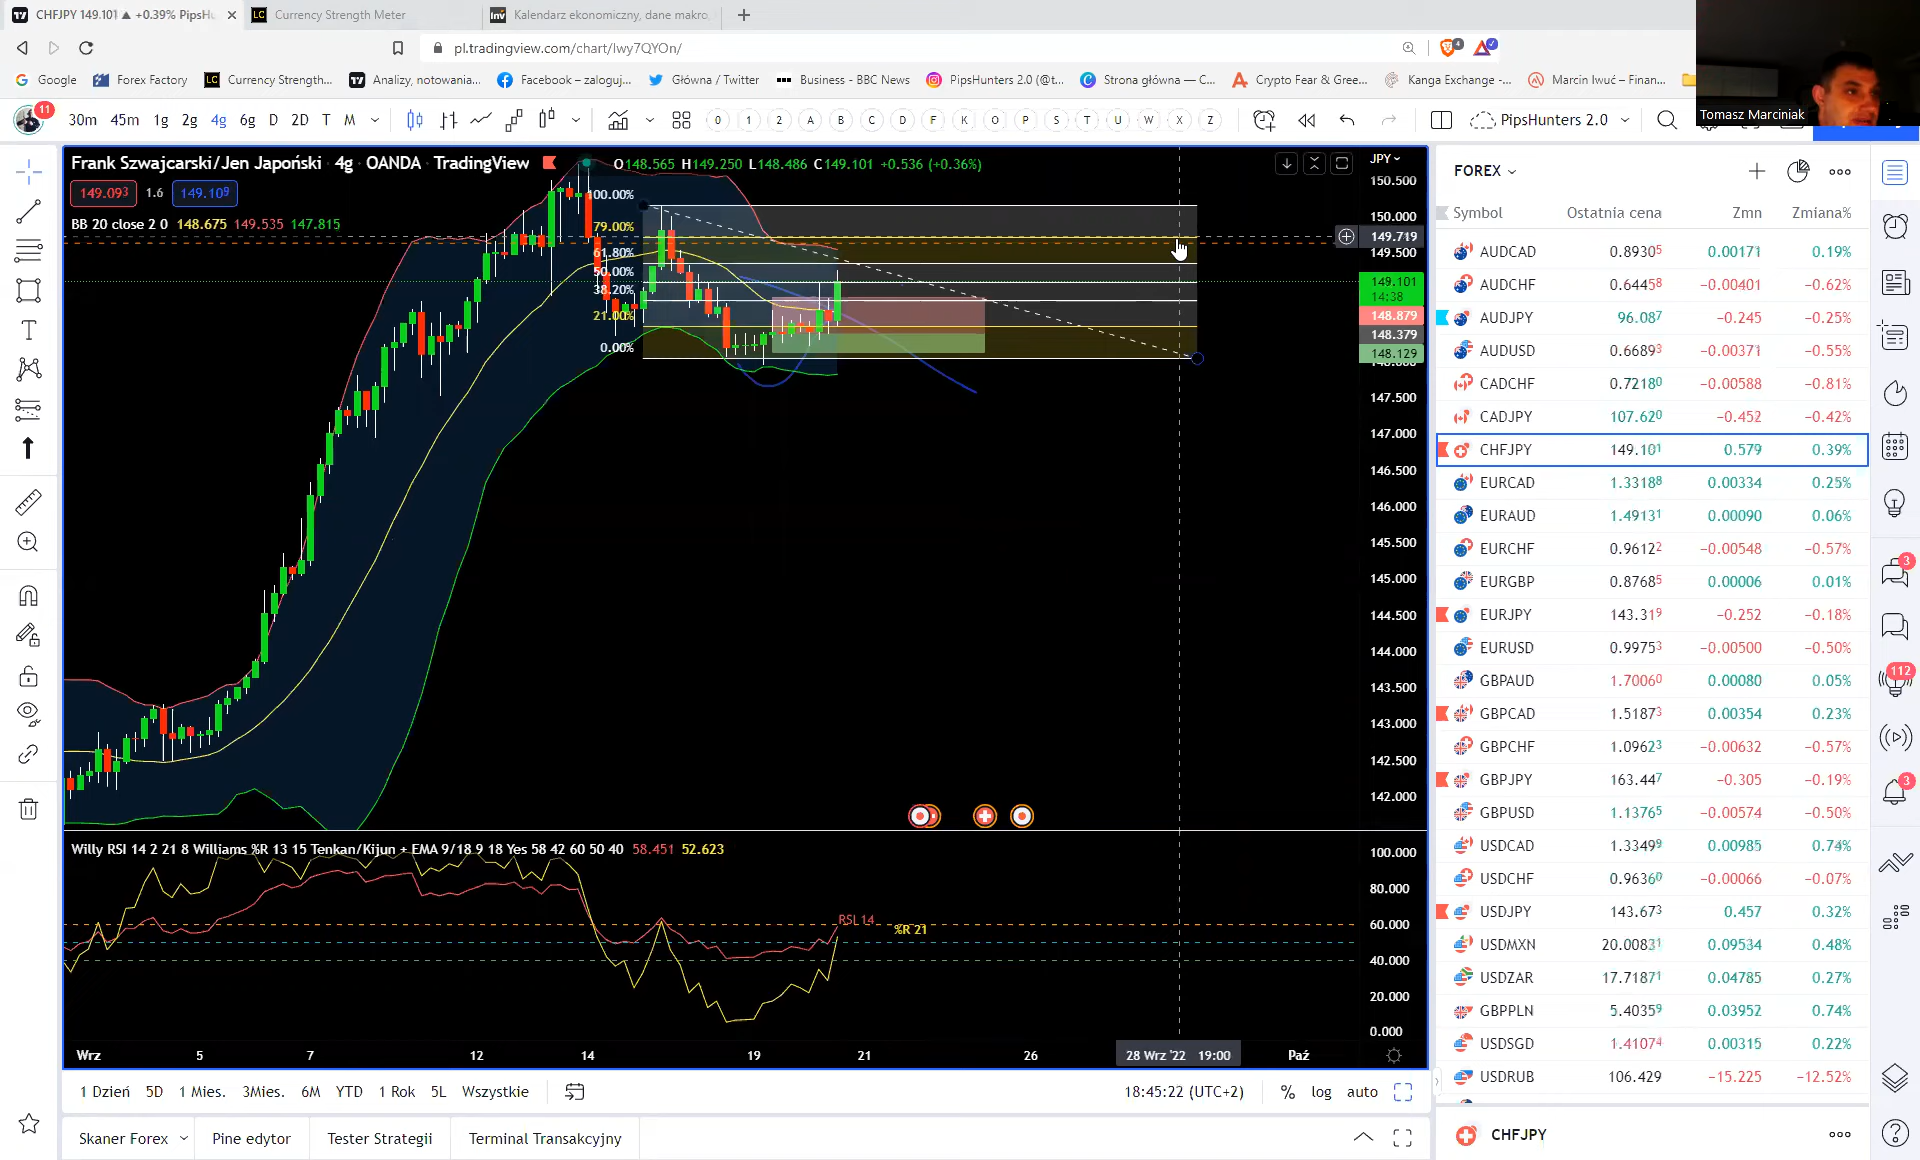 CHFJPY 149.101 ▲ +0.39% PipsHu
Currency Strength Meter
Kalendarz ekonomiczny, dane makro,
pl.tradingview.com/chart/Iwy7QYOn/
Google
Forex Factory
Currency Strength...
Analizy, notowania...
Facebook – zaloguj...
Główna / Twitter
Business - BBC News
PipsHunters 2.0 (@t...
Strona główna — C...
Crypto Fear & Gree...
Kanga Exchange -...
Marcin Iwuć – Finan...
Tomasz Marciniak
11
30m 45m 1g 2g 4g 6g D 2D T M
0 1 2 A B C D F K O P S T U W X Z
PipsHunters 2.0
Frank Szwajcarski/Jen Japoński · 4g · OANDA · TradingView
O148.565 H149.250 L148.486 C149.101 +0.536 (+0.36%)
149.093 1.6 149.109
BB 20 close 2 0 148.675 149.535 147.815
100.00%
79.00%
61.80%
50.00%
38.20%
21.00%
0.00%
JPY
150.500
150.000
149.719
149.500
149.101
14:38
148.879
148.379
148.129
147.500
147.000
146.500
146.000
145.500
145.000
144.500
144.000
143.500
143.000
142.500
142.000
Willy RSI 14 2 21 8 Williams %R 13 15 Tenkan/Kijun + EMA 9/18 9 18 Yes 58 42 60 50 40 58.451 52.623
RSI 14
%R 21
100.000
80.000
60.000
40.000
20.000
0.000
Wrz 5 7 12 14 19 21 26 28 Wrz '22 19:00 Paź
1 Dzień 5D 1 Mies. 3Mies. 6M YTD 1 Rok 5L Wszystkie
18:45:22 (UTC+2) % log auto
Skaner Forex Pine edytor Tester Strategii Terminal Transakcyjny
FOREX
Symbol Ostatnia cena Zmn Zmiana%
AUDCAD 0.89305 0.00171 0.19%
AUDCHF 0.64458 −0.00401 −0.62%
AUDJPY 96.087 −0.245 −0.25%
AUDUSD 0.66893 −0.00371 −0.55%
CADCHF 0.72180 −0.00588 −0.81%
CADJPY 107.620 −0.452 −0.42%
CHFJPY 149.101 0.579 0.39%
EURCAD 1.33188 0.00334 0.25%
EURAUD 1.49131 0.00090 0.06%
EURCHF 0.96122 −0.00548 −0.57%
EURGBP 0.87685 0.00006 0.01%
EURJPY 143.319 −0.252 −0.18%
EURUSD 0.99753 −0.00500 −0.50%
GBPAUD 1.70060 0.00080 0.05%
GBPCAD 1.51873 0.00354 0.23%
GBPCHF 1.09623 −0.00632 −0.57%
GBPJPY 163.447 −0.305 −0.19%
GBPUSD 1.13765 −0.00574 −0.50%
USDCAD 1.33499 0.00985 0.74%
USDCHF 0.96360 −0.00066 −0.07%
USDJPY 143.673 0.457 0.32%
USDMXN 20.00831 0.09534 0.48%
USDZAR 17.71871 0.04785 0.27%
GBPPLN 5.40359 0.03952 0.74%
USDSGD 1.41074 0.00315 0.22%
USDRUB 106.429 −15.225 −12.52%
CHFJPY
3
112
3